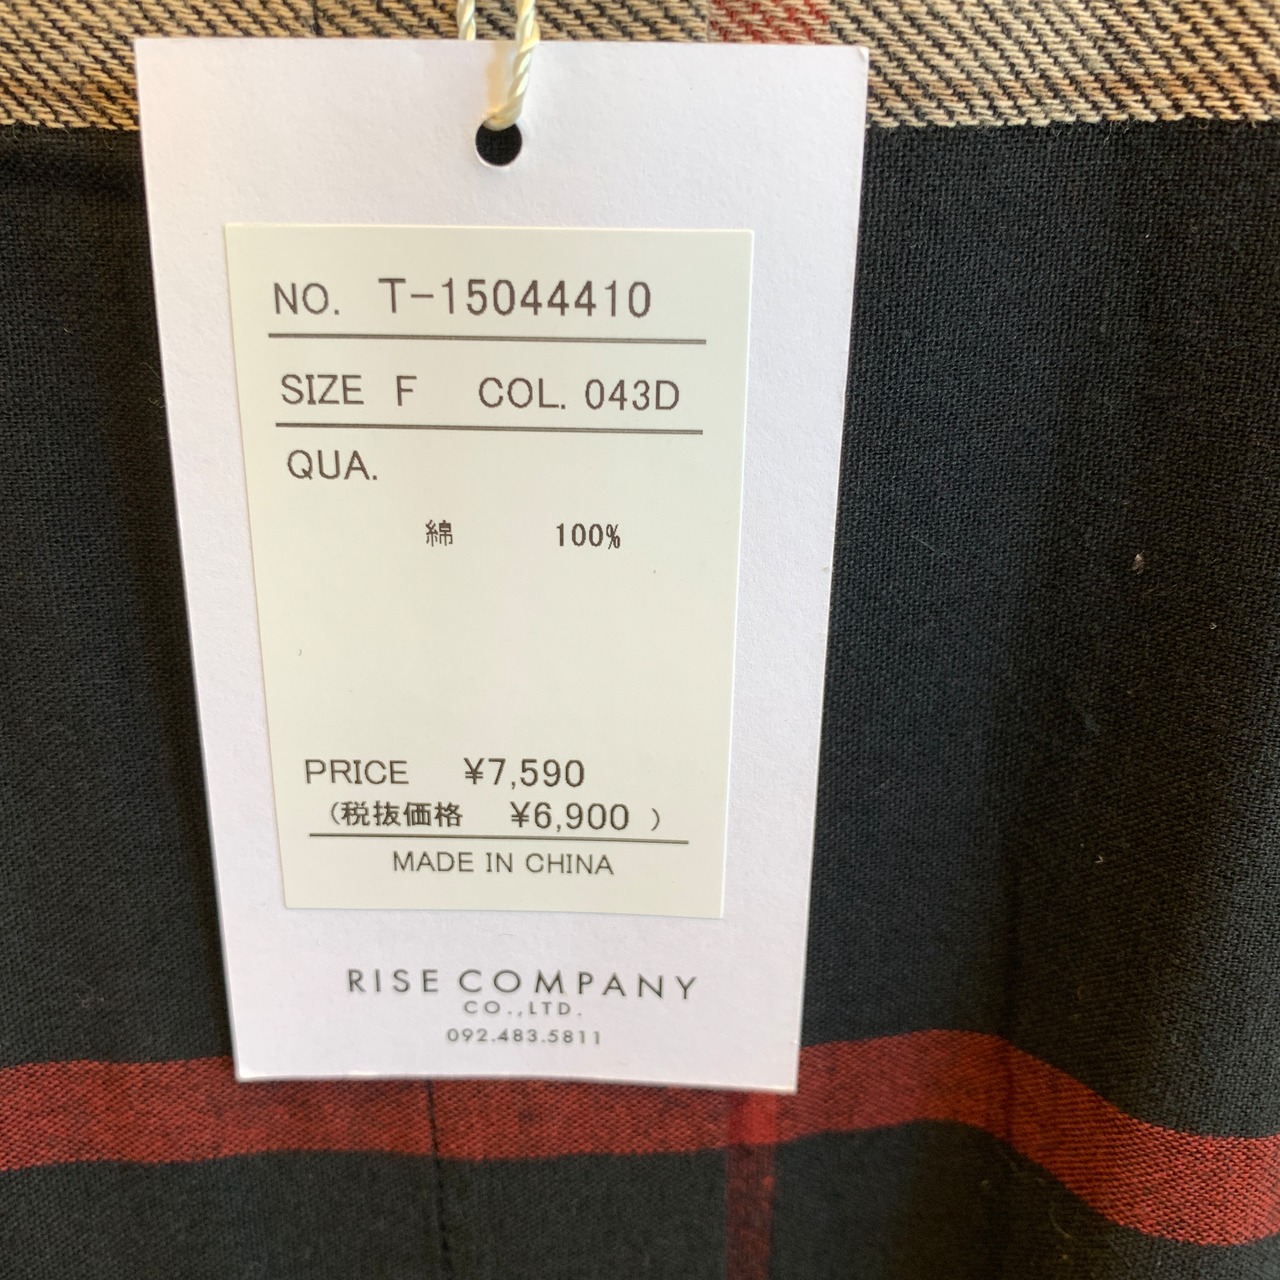 NO. T-15044410
SIZE F COL. 043D
QUA.
綿 100%
PRICE ¥7,590
(税抜価格 ¥6,900 )
MADE IN CHINA
RISE COMPANY
CO.,LTD.
092.483.5811